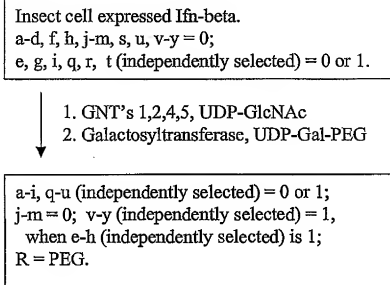 Insect cell expressed Ifn-beta.
a-d, f, h, j-m, s, u, v-y = 0;
e, g, i, q, r, t (independently selected) = 0 or 1.
1. GNT's 1,2,4,5, UDP-GlcNAc
2. Galactosyltransferase, UDP-Gal-PEG
a-i, q-u (independently selected) = 0 or 1;
j-m = 0; v-y (independently selected) = 1,
when e-h (independently selected) is 1;
R = PEG.